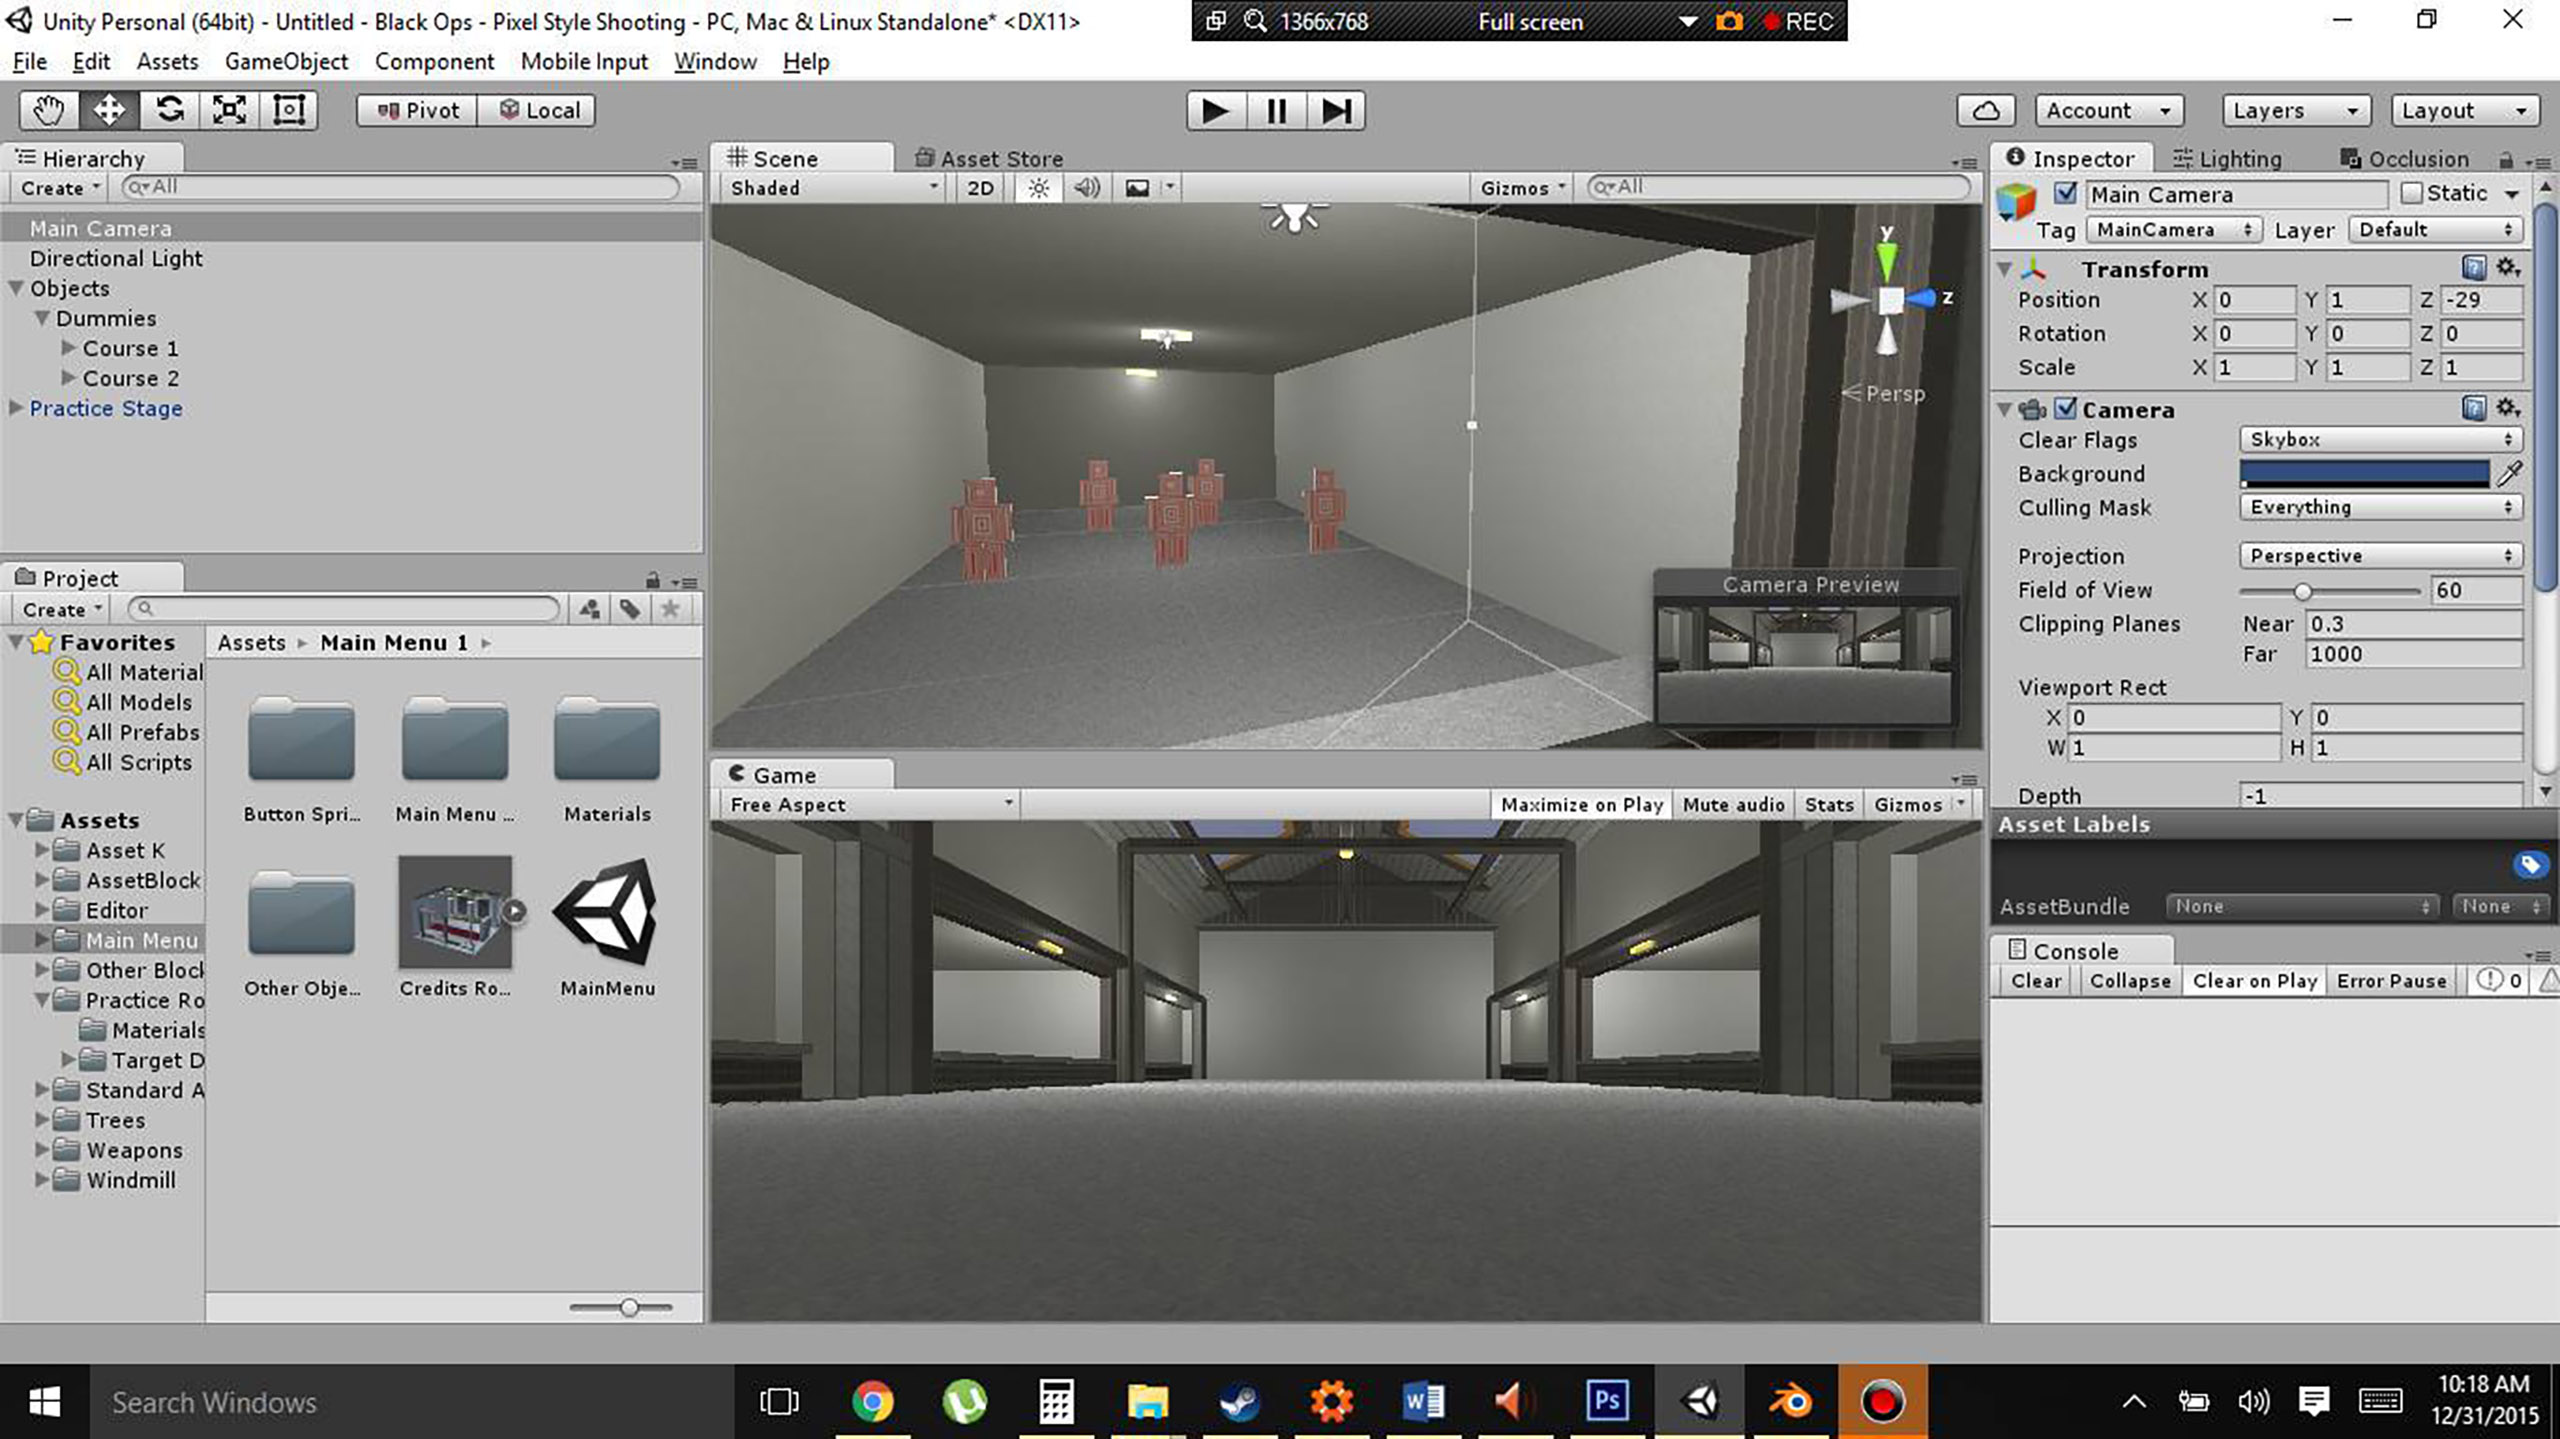 Unity Personal (64bit) - Untitled - Black Ops - Pixel Style Shooting - PC, Mac & Linux Standalone* <DX11>
1366x768 Full screen REC
File Edit Assets GameObject Component Mobile Input Window Help
Pivot Local
Account Layers Layout
Hierarchy
Create All
Main Camera
Directional Light
Objects
Dummies
Course 1
Course 2
Practice Stage
Project
Create
Favorites
All Material
All Models
All Prefabs
All Scripts
Assets
Asset K
AssetBlock
Editor
Main Menu
Other Block
Practice Ro
Materials
Target D
Standard A
Trees
Weapons
Windmill
Assets Main Menu 1
Button Spri... Main Menu ... Materials
Other Obje... Credits Ro... MainMenu
Scene Asset Store
Shaded 2D Gizmos All
y
z
Persp
Camera Preview
Game
Free Aspect Maximize on Play Mute audio Stats Gizmos
Inspector Lighting Occlusion
Main Camera Static
Tag MainCamera Layer Default
Transform
Position X 0 Y 1 Z -29
Rotation X 0 Y 0 Z 0
Scale X 1 Y 1 Z 1
Camera
Clear Flags Skybox
Background
Culling Mask Everything
Projection Perspective
Field of View 60
Clipping Planes Near 0.3
Far 1000
Viewport Rect
X 0 Y 0
W 1 H 1
Depth -1
Asset Labels
AssetBundle None None
Console
Clear Collapse Clear on Play Error Pause 0
Search Windows
W
Ps
10:18 AM
12/31/2015